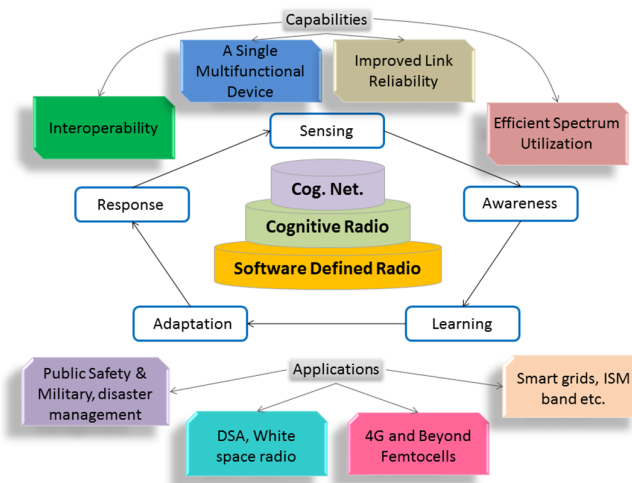 Capabilities
A Single
Multifunctional
Device
Improved Link
Reliability
Interoperability
Efficient Spectrum
Utilization
Sensing
Response
Awareness
Cog. Net.
Cognitive Radio
Software Defined Radio
Adaptation
Learning
Applications
Public Safety &
Military, disaster
management
Smart grids, ISM
band etc.
DSA, White
space radio
4G and Beyond
Femtocells